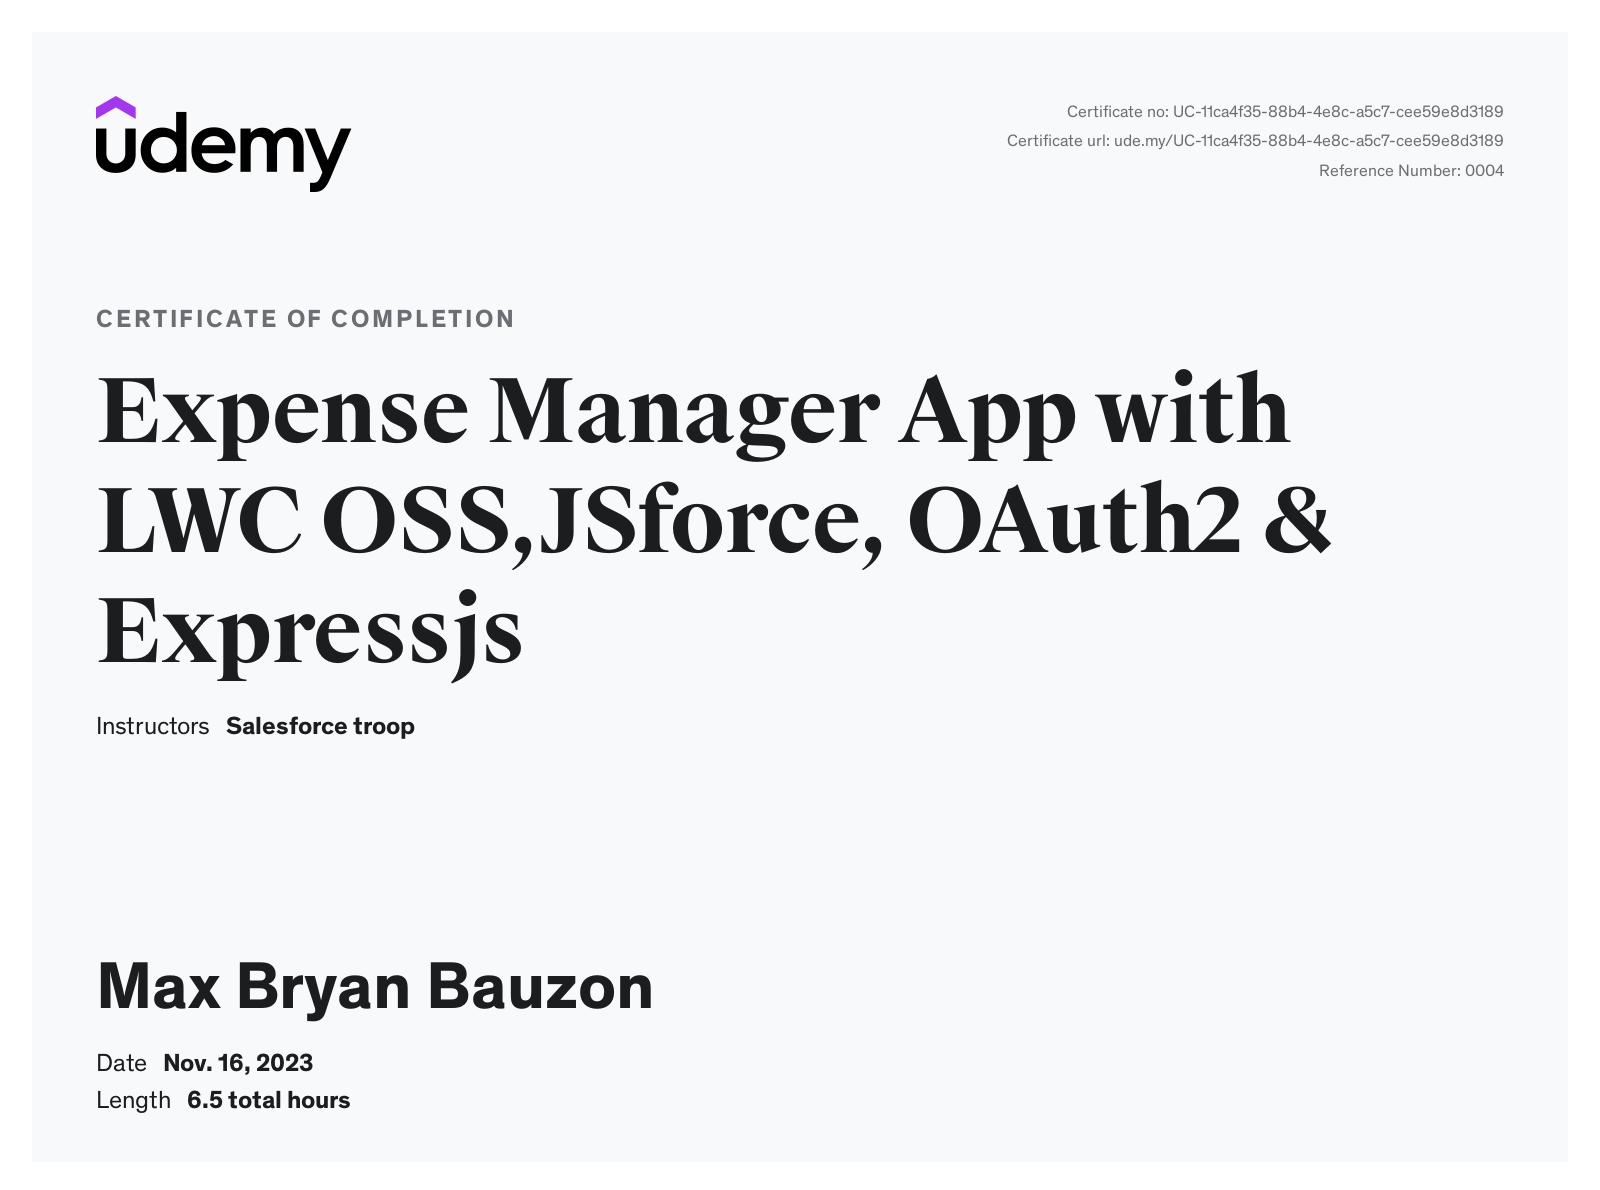 udemy
Certificate no: UC-11ca4f35-88b4-4e8c-a5c7-cee59e8d3189
Certificate url: ude.my/UC-11ca4f35-88b4-4e8c-a5c7-cee59e8d3189
Reference Number: 0004
CERTIFICATE OF COMPLETION
Expense Manager App with
LWC OSS,JSforce, OAuth2 &
Expressjs
Instructors Salesforce troop
Max Bryan Bauzon
Date Nov. 16, 2023
Length 6.5 total hours